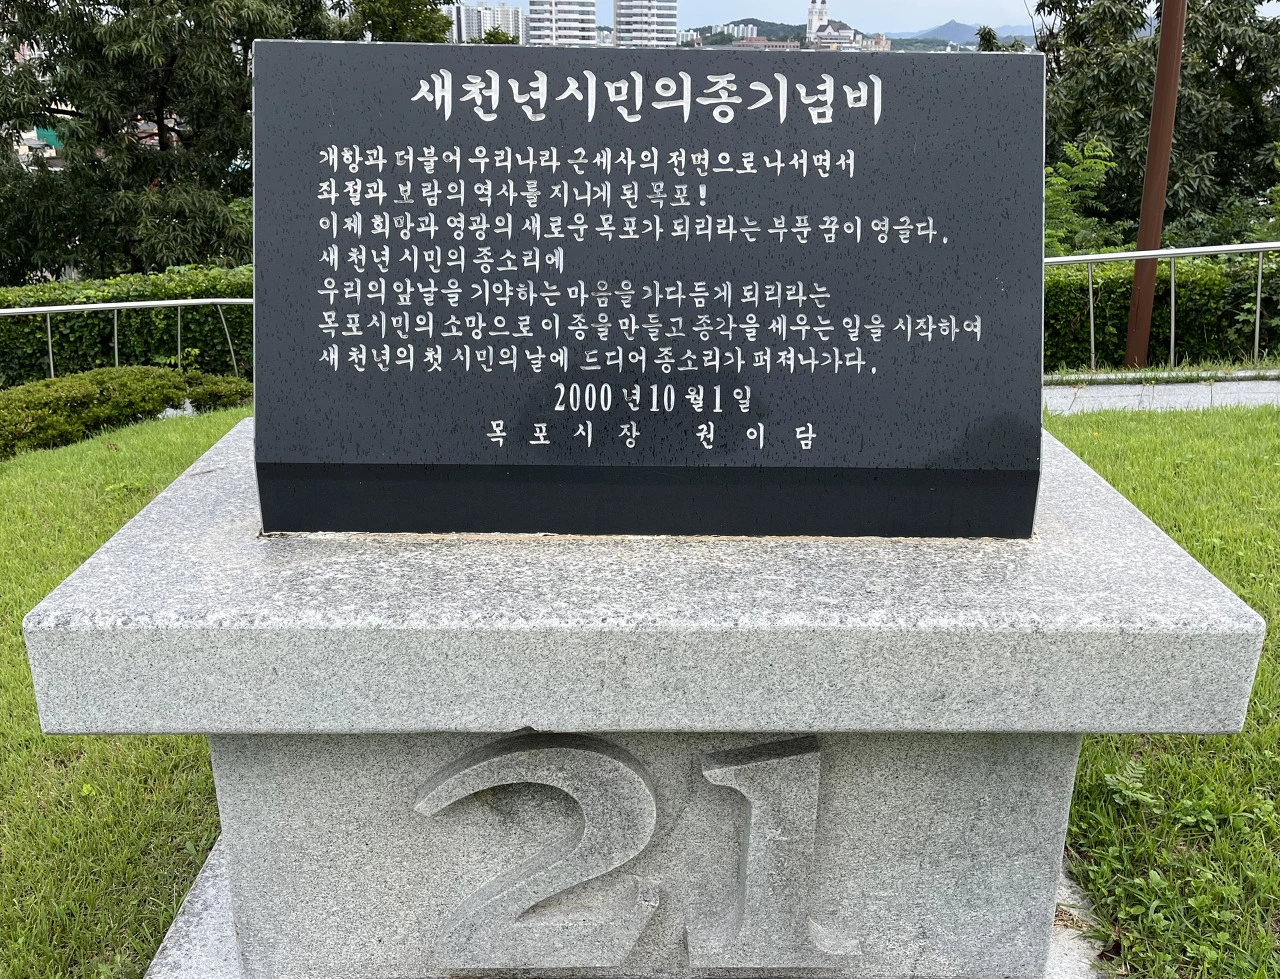 새천년시민의종기념비
개항과 더불어 우리나라 근세사의 전면으로 나서면서
좌절과 보람의 역사를 지니게 된 목포!
이제 희망과 영광의 새로운 목포가 되리라는 부푼 꿈이 영글다.
새 천년 시민의 종소리에
우리의 앞날을 기약하는 마음을 가다듬게 되리라는
목포시민의 소망으로 이 종을 만들고 종각을 세우는 일을 시작하여
새 천년의 첫 시민의 날에 드디어 종소리가 퍼져나가다.
2000 년 10 월 1 일
목 포 시 장 권 이 담
21